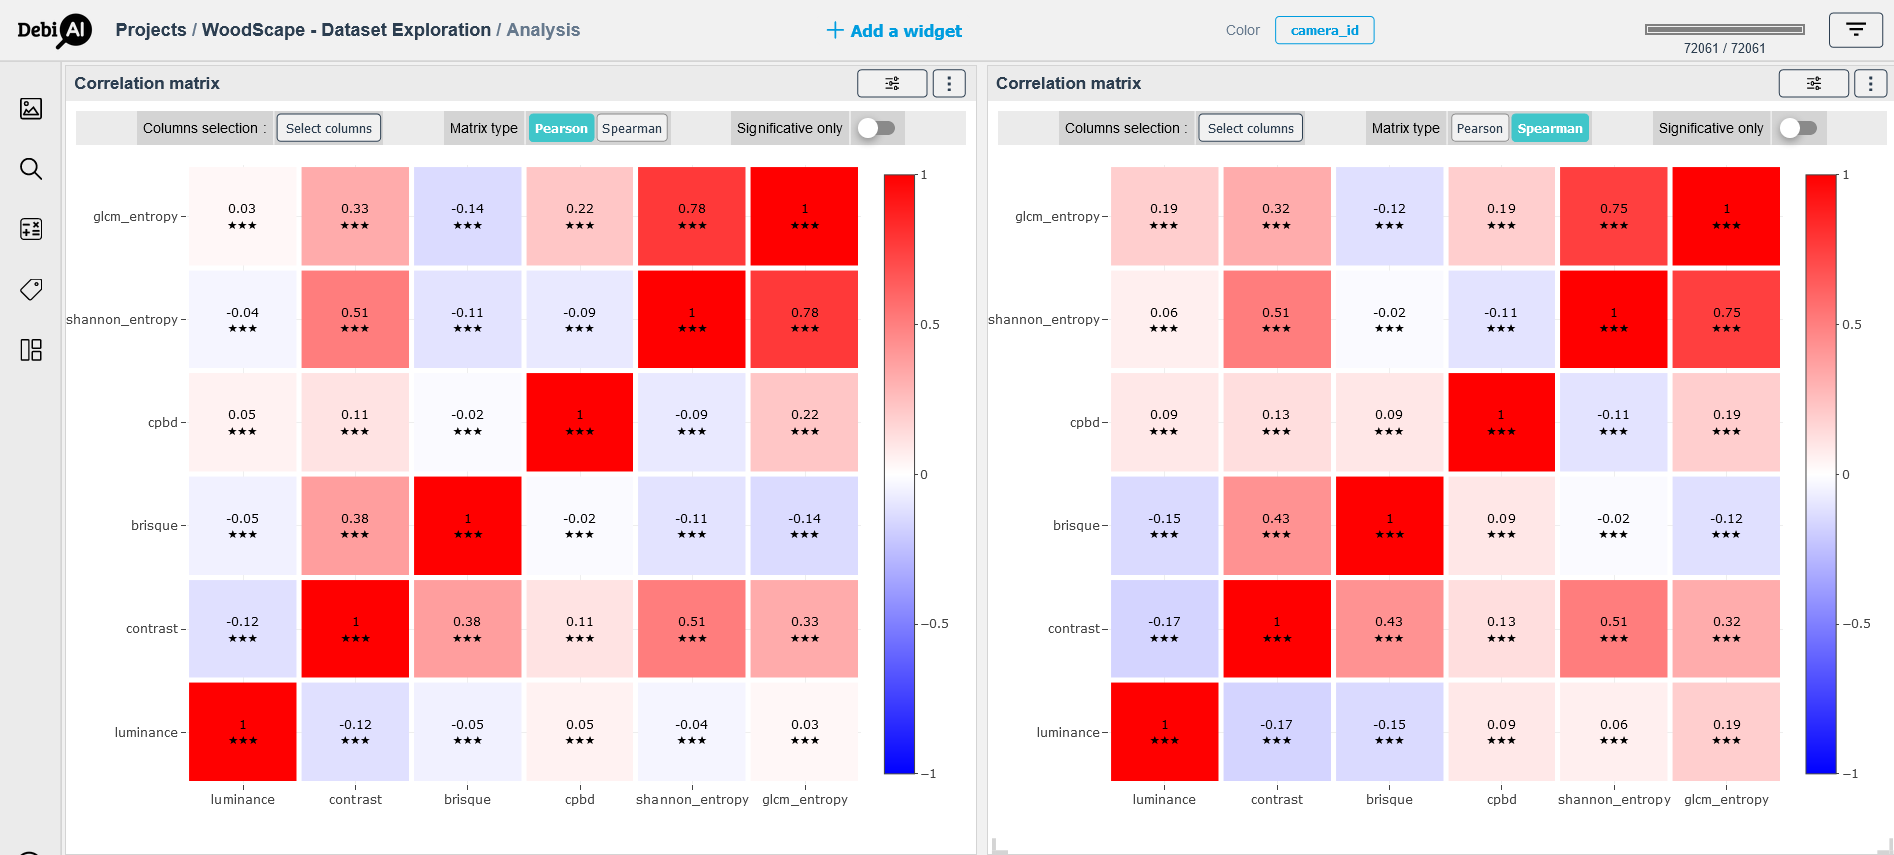 Debi AI
Projects / WoodScape - Dataset Exploration / Analysis
+ Add a widget
Color camera_id
72061 / 72061
Correlation matrix
Columns selection : Select columns Matrix type Pearson Spearman Significative only
glcm_entropy 0.03 0.33 -0.14 0.22 0.78 1
★★★ ★★★ ★★★ ★★★ ★★★ ★★★
shannon_entropy -0.04 0.51 -0.11 -0.09 1 0.78
★★★ ★★★ ★★★ ★★★ ★★★ ★★★
cpbd 0.05 0.11 -0.02 1 -0.09 0.22
★★★ ★★★ ★★★ ★★★ ★★★ ★★★
brisque -0.05 0.38 1 -0.02 -0.11 -0.14
★★★ ★★★ ★★★ ★★★ ★★★ ★★★
contrast -0.12 1 0.38 0.11 0.51 0.33
★★★ ★★★ ★★★ ★★★ ★★★ ★★★
luminance 1 -0.12 -0.05 0.05 -0.04 0.03
★★★ ★★★ ★★★ ★★★ ★★★ ★★★
luminance contrast brisque cpbd shannon_entropy glcm_entropy
1
0.5
0
−0.5
−1
Correlation matrix
Columns selection : Select columns Matrix type Pearson Spearman Significative only
glcm_entropy 0.19 0.32 -0.12 0.19 0.75 1
★★★ ★★★ ★★★ ★★★ ★★★ ★★★
shannon_entropy 0.06 0.51 -0.02 -0.11 1 0.75
★★★ ★★★ ★★★ ★★★ ★★★ ★★★
cpbd 0.09 0.13 0.09 1 -0.11 0.19
★★★ ★★★ ★★★ ★★★ ★★★ ★★★
brisque -0.15 0.43 1 0.09 -0.02 -0.12
★★★ ★★★ ★★★ ★★★ ★★★ ★★★
contrast -0.17 1 0.43 0.13 0.51 0.32
★★★ ★★★ ★★★ ★★★ ★★★ ★★★
luminance 1 -0.17 -0.15 0.09 0.06 0.19
★★★ ★★★ ★★★ ★★★ ★★★ ★★★
luminance contrast brisque cpbd shannon_entropy glcm_entropy
1
0.5
0
−0.5
−1